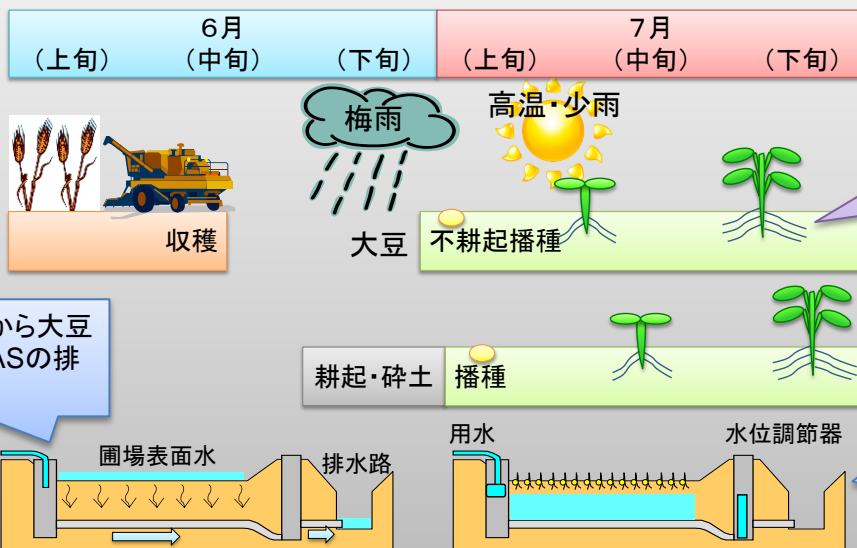 6月
(上旬) (中旬) (下旬)
7月
(上旬) (中旬) (下旬)
梅雨
高温・少雨
収穫
大豆
不耕起播種
から大豆
ASの排
耕起・砕土
播種
圃場表面水
排水路
用水
水位調節器